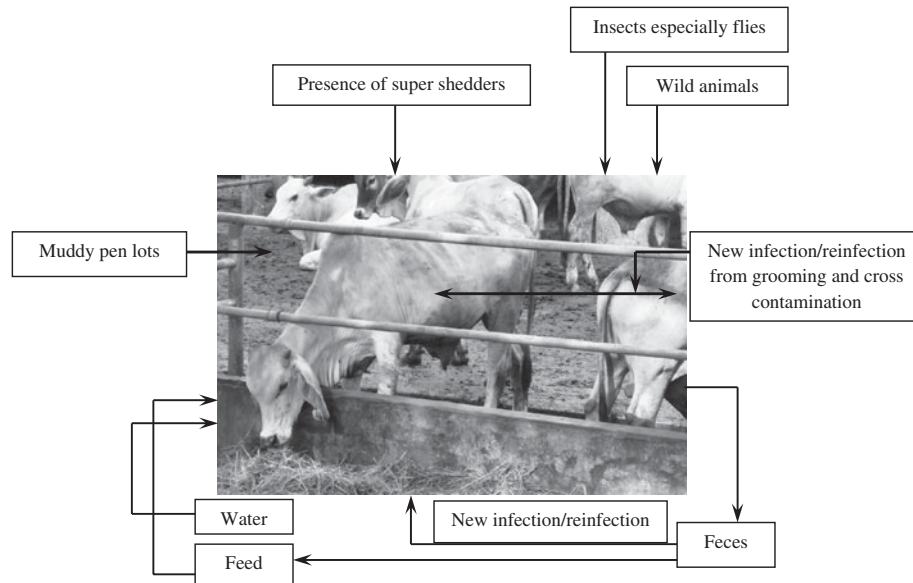 Insects especially flies
Presence of super shedders
Wild animals
Muddy pen lots
New infection/reinfection
from grooming and cross
contamination
Water
New infection/reinfection
Feces
Feed